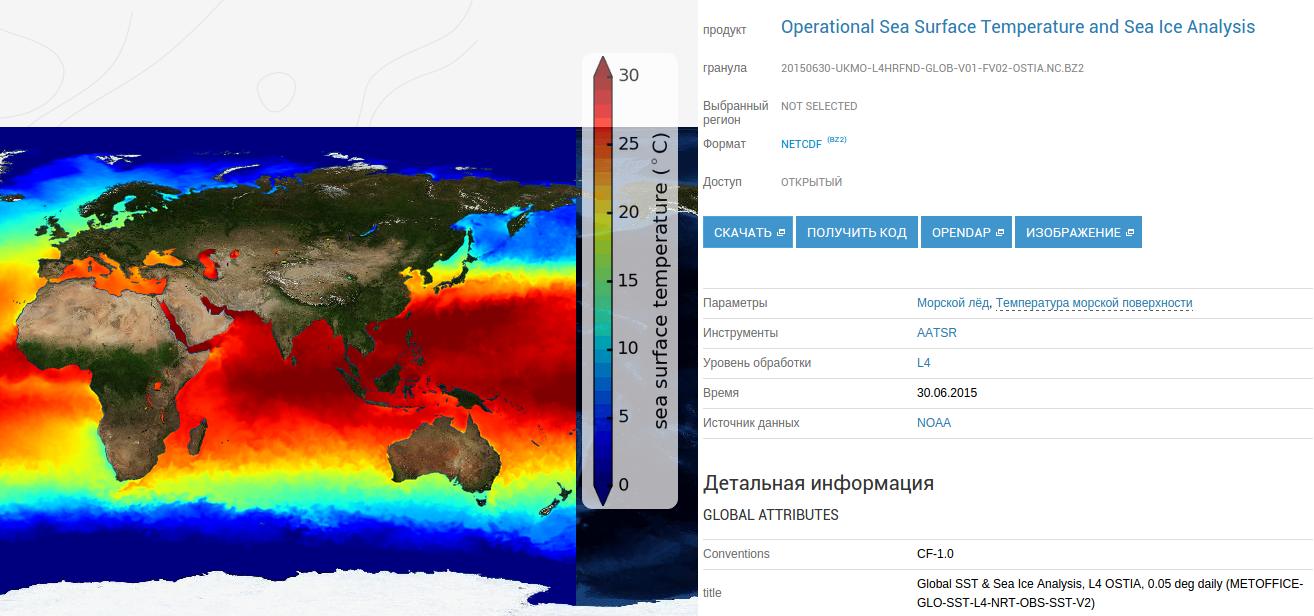 30
25
20
15
10
5
0
sea surface temperature (°C)
продукт Operational Sea Surface Temperature and Sea Ice Analysis
гранула 20150630-UKMO-L4HRFND-GLOB-V01-FV02-OSTIA.NC.BZ2
Выбранный регион NOT SELECTED
Формат NETCDF (BZ2)
Доступ ОТКРЫТЫЙ
СКАЧАТЬ ПОЛУЧИТЬ КОД OPENDAP ИЗОБРАЖЕНИЕ
Параметры Морской лёд, Температура морской поверхности
Инструменты AATSR
Уровень обработки L4
Время 30.06.2015
Источник данных NOAA
Детальная информация
GLOBAL ATTRIBUTES
Conventions CF-1.0
title Global SST & Sea Ice Analysis, L4 OSTIA, 0.05 deg daily (METOFFICE-
GLO-SST-L4-NRT-OBS-SST-V2)